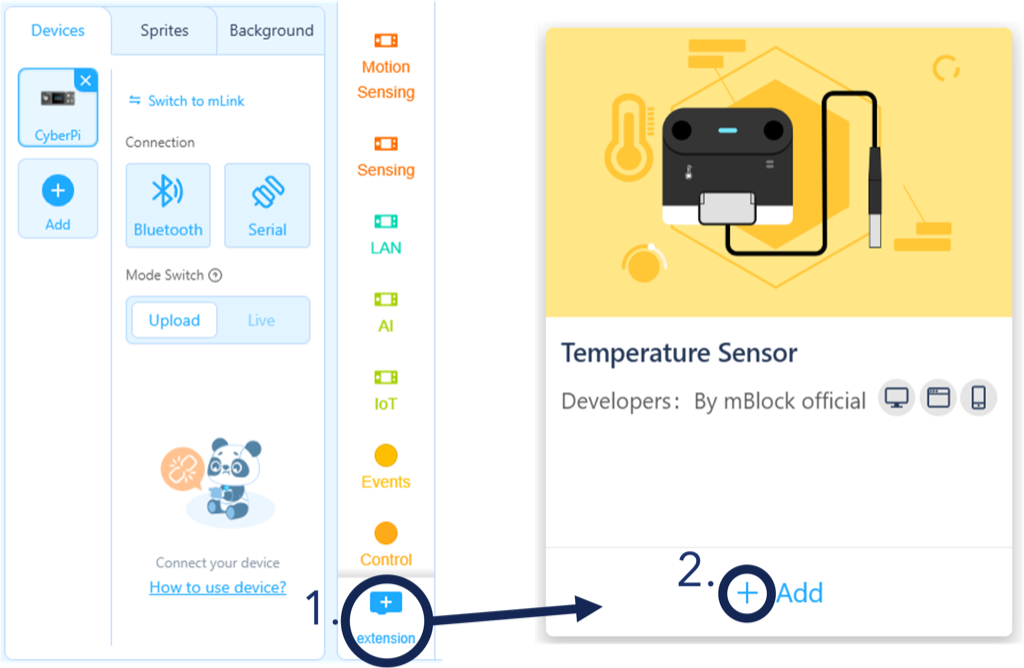 Devices
Sprites
Background
CyberPi
Add
Switch to mLink
Connection
Bluetooth
Serial
Mode Switch
Upload
Live
Connect your device
How to use device?
Motion
Sensing
Sensing
LAN
AI
IoT
Events
Control
1.
extension
Temperature Sensor
Developers: By mBlock official
2.
Add